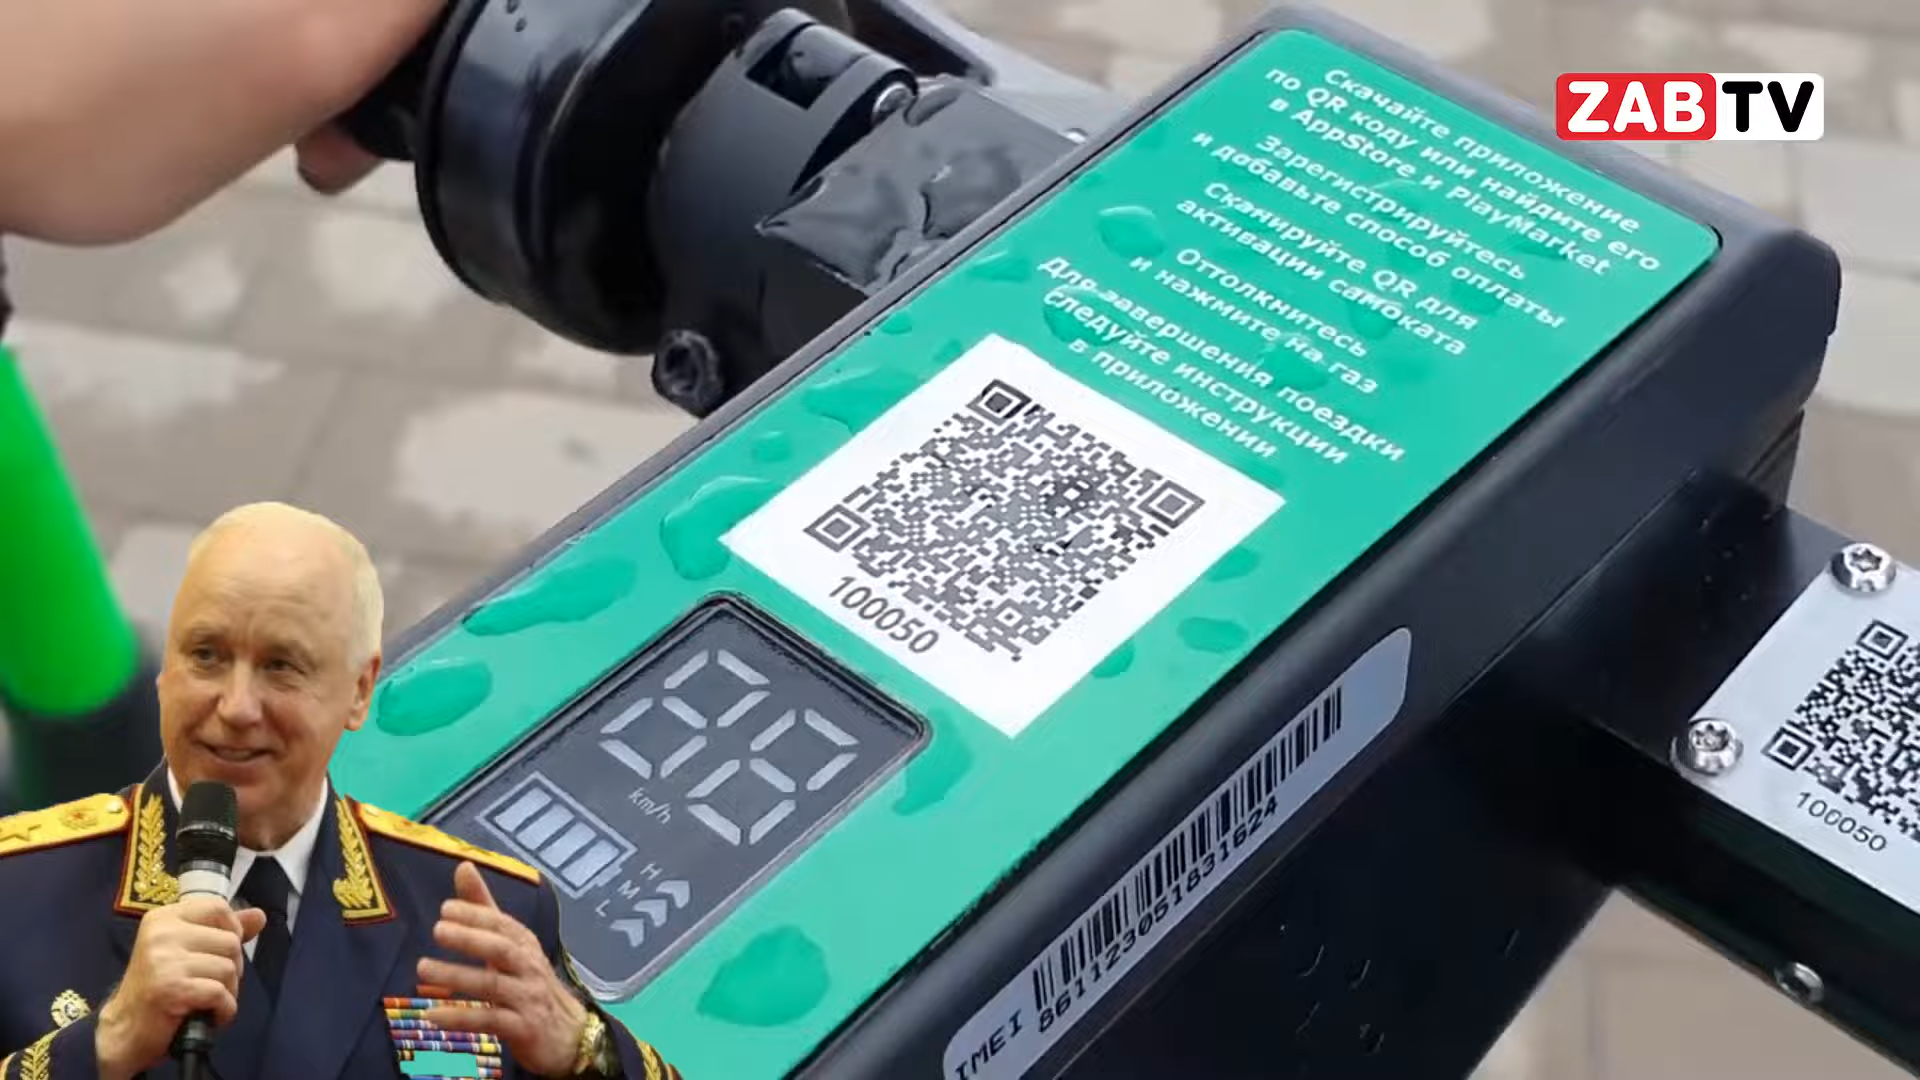 ZABTV
Скачайте приложение
по QR коду или найдите его
в AppStore и PlayMarket
Зарегистрируйтесь
и добавьте способ оплаты
Сканируйте QR для
активации самоката
Оттолкнитесь
и нажмите на газ
Для завершения поездки
Следуйте инструкции
в приложении
100050
88
km/h
H
M
L
IMEI 861123051831624
100050